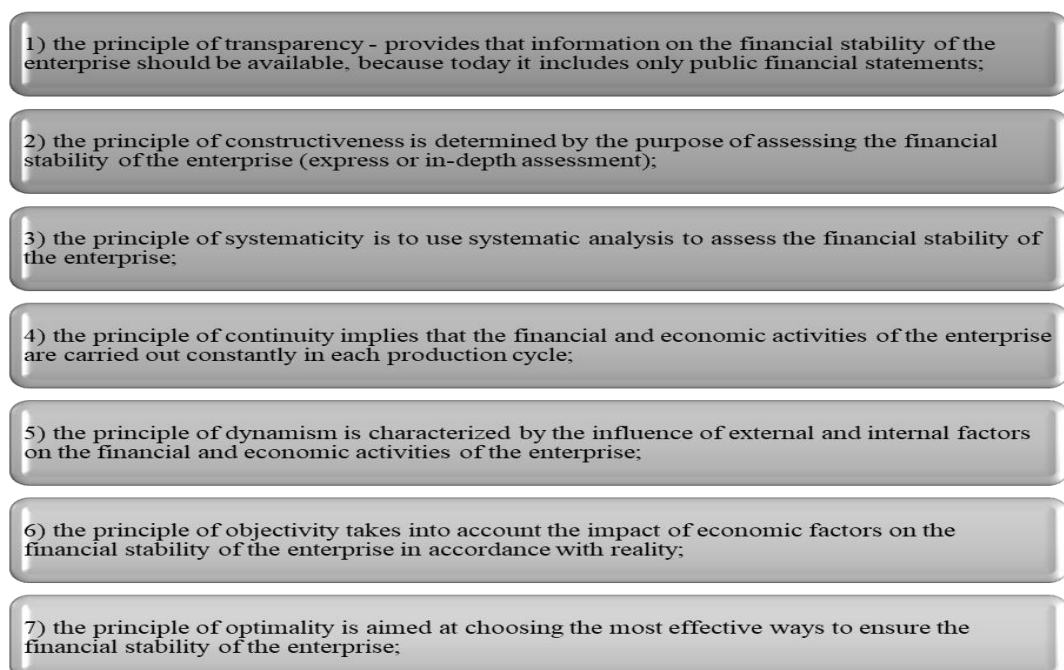 1) the principle of transparency - provides that information on the financial stability of the
enterprise should be available, because today it includes only public financial statements;
2) the principle of constructiveness is determined by the purpose of assessing the financial
stability of the enterprise (express or in-depth assessment);
3) the principle of systematicity is to use systematic analysis to assess the financial stability of
the enterprise;
4) the principle of continuity implies that the financial and economic activities of the enterprise
are carried out constantly in each production cycle;
5) the principle of dynamism is characterized by the influence of external and internal factors
on the financial and economic activities of the enterprise;
6) the principle of objectivity takes into account the impact of economic factors on the
financial stability of the enterprise in accordance with reality;
7) the principle of optimality is aimed at choosing the most effective ways to ensure the
financial stability of the enterprise;